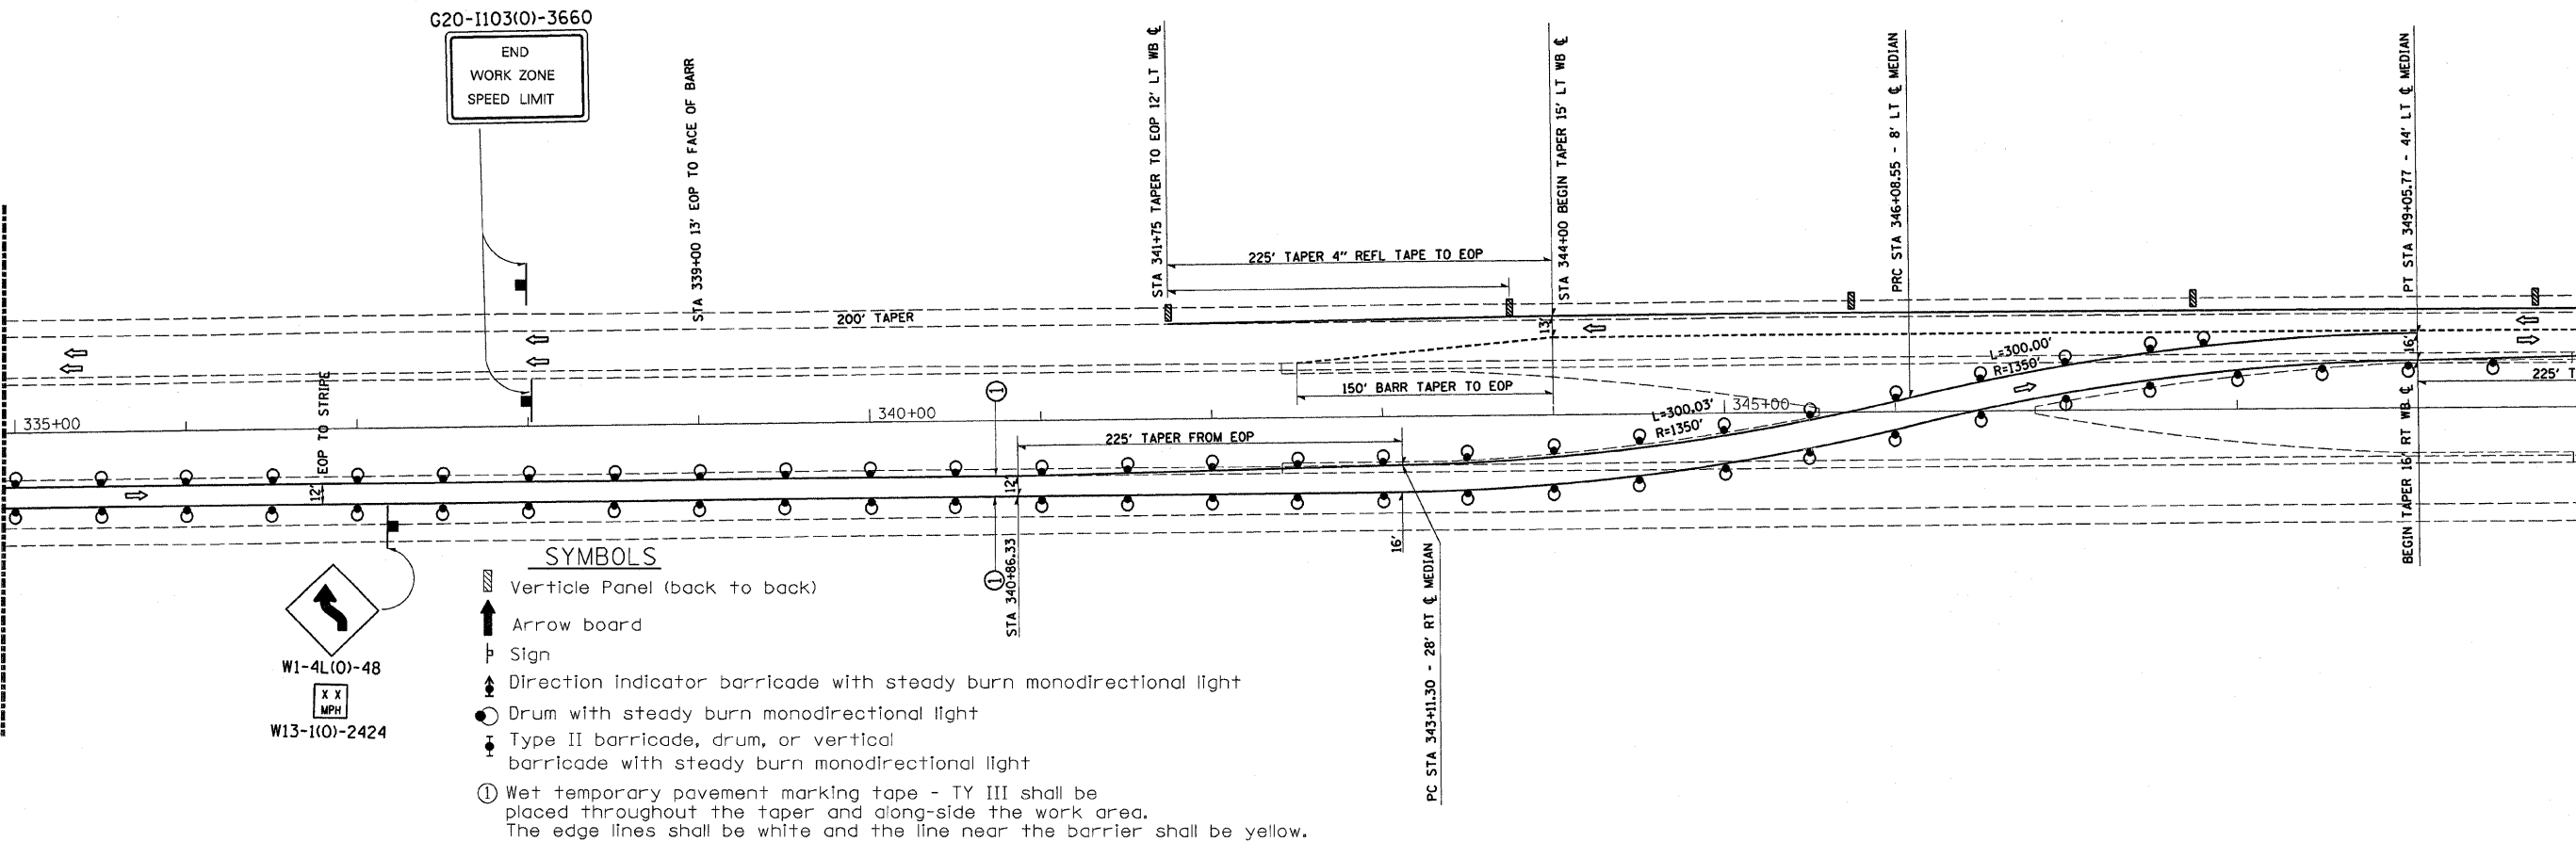 G20-I103(0)-3660
END
WORK ZONE
SPEED LIMIT
STA 339+00 13' EOP TO FACE OF BARR
STA 341+75 TAPER TO EOP 12' LT WB ℄
STA 344+00 BEGIN TAPER 15' LT WB ℄
PRC STA 346+08.55 - 8' LT ℄ MEDIAN
PT STA 349+05.77 - 44' LT ℄ MEDIAN
225' TAPER 4" REFL TAPE TO EOP
200' TAPER
13'
L=300.00'
R=1350'
16'
150' BARR TAPER TO EOP
225' T
12' EOP TO STRIPE
335+00
340+00
345+00
1
L=300.03'
R=1350'
225' TAPER FROM EOP
12'
16'
STA 340+86.33
1
PC STA 343+11.30 - 28' RT ℄ MEDIAN
BEGIN TAPER 16' RT WB ℄
W1-4L(0)-48
X X
MPH
W13-1(0)-2424
SYMBOLS
Verticle Panel (back to back)
Arrow board
Sign
Direction indicator barricade with steady burn monodirectional light
Drum with steady burn monodirectional light
Type II barricade, drum, or vertical
barricade with steady burn monodirectional light
1 Wet temporary pavement marking tape - TY III shall be
placed throughout the taper and along-side the work area.
The edge lines shall be white and the line near the barrier shall be yellow.